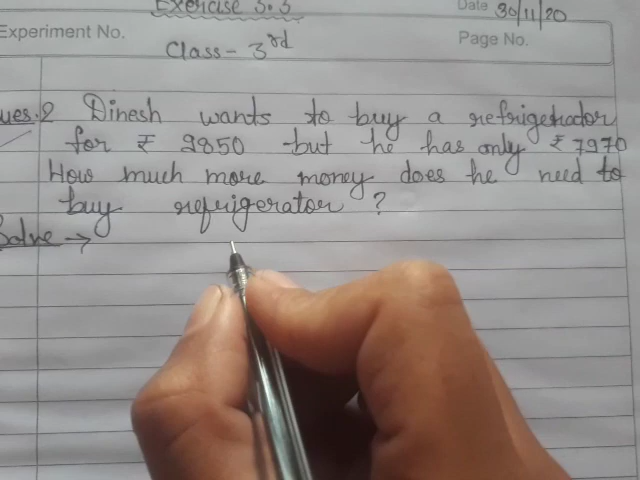 Exercise 3.3
Date 30/11/20
Experiment No.
Page No.
Class - 3rd
Ques.2 Dinesh wants to buy a refrigerator
for ₹ 9850 but he has only ₹ 7970
How much more money does he need to
buy refrigerator ?
Solve →